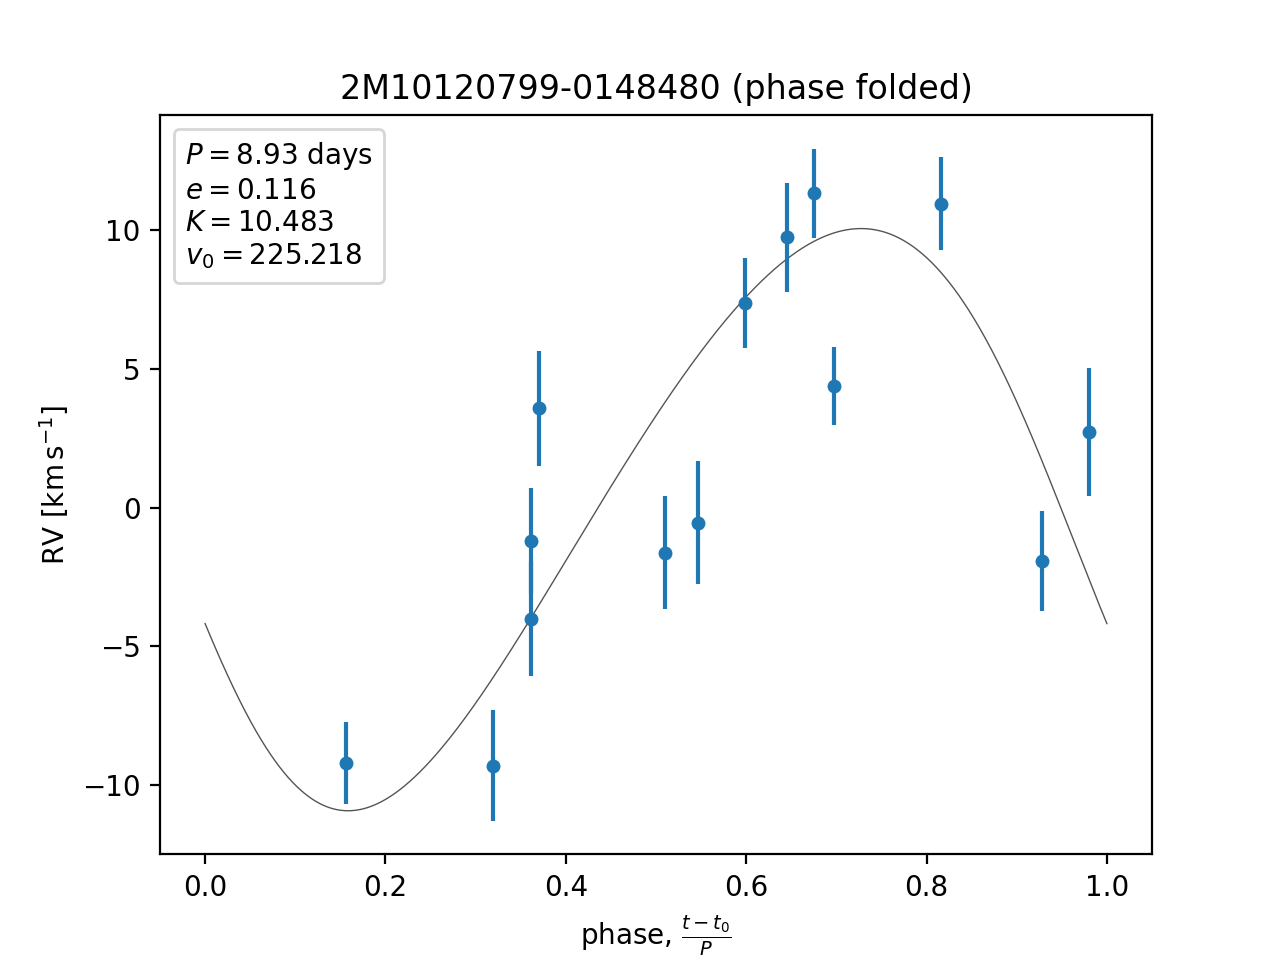 2M10120799-0148480 (phase folded)
P = 8.93 days
e = 0.116
K = 10.483
v₀ = 225.218
10
5
0
−5
−10
RV [km s⁻¹]
0.0 0.2 0.4 0.6 0.8 1.0
phase, (t − t₀)/P